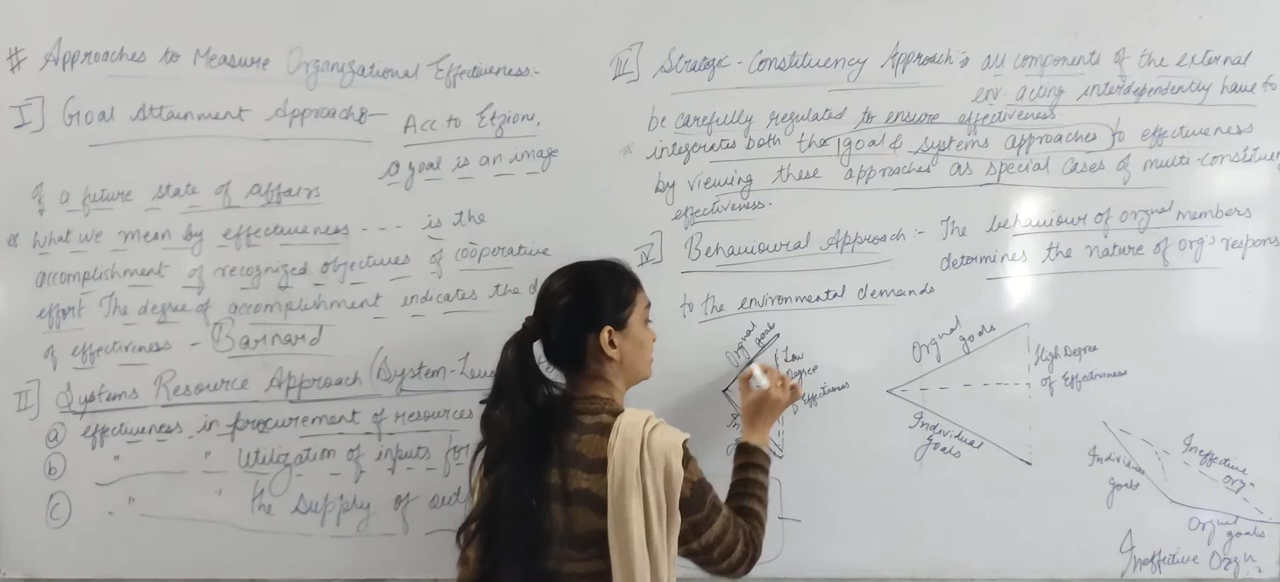 # Approaches to Measure Organizational Effectiveness:-
I] Goal Attainment Approach:- Acc to Etzioni,
a goal is an image
of a future state of affairs
What we mean by effectiveness --- is the
accomplishment of recognized objectives of cooperative
effort The degree of accomplishment indicates the
of effectiveness - Barnard
II] Systems Resource Approach (System-Level
(a) effectiveness in procurement of resources
(b) " " Utilization of inputs for
(c) " " the supply of
III] Strategic-Constituency Approach:- all components of the external
env. acting interdependently have to
be carefully regulated to ensure effectiveness
integrates both the goal & systems approaches to effectiveness
by viewing these approaches as special cases of multi-constituency
effectiveness.
IV] Behavioural Approach:- The behaviour of orgnal members
determines the nature of org's respons
to the environmental demands
Orgnal goal
Low
Degree
Effectiveness
Orgnal goals
High Degree
of Effectiveness
Individual
Goals
Individual
goals
Ineffective
Orgn
Orgnal
goals
Ineffective Orgn.